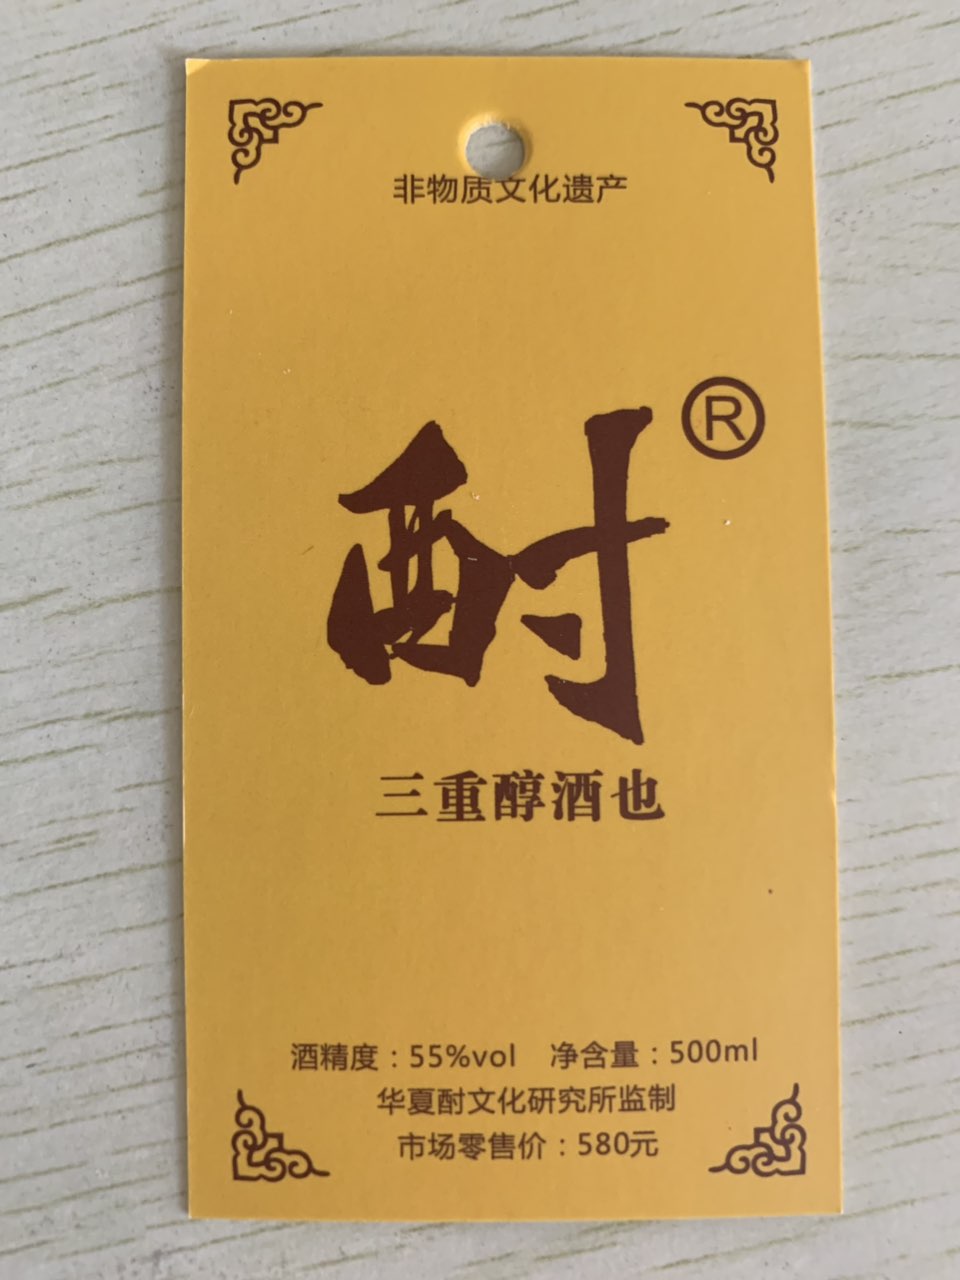 非物质文化遗产
酎®
三重醇酒也
酒精度：55%vol 净含量：500ml
华夏酎文化研究所监制
市场零售价：580元